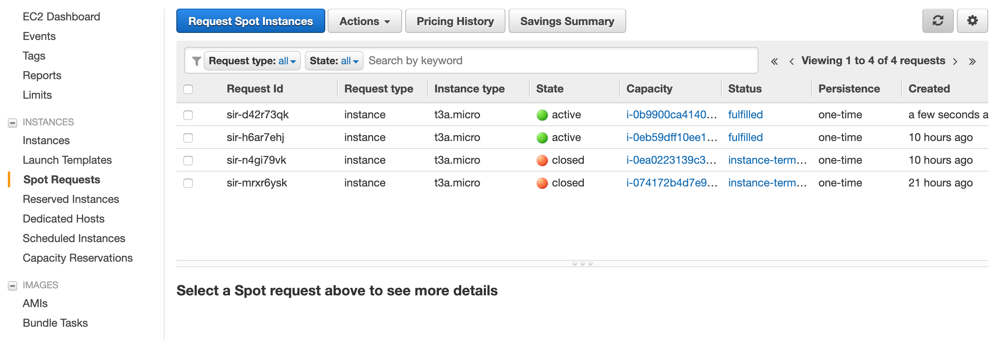 EC2 Dashboard
Events
Tags
Reports
Limits
INSTANCES
Instances
Launch Templates
Spot Requests
Reserved Instances
Dedicated Hosts
Scheduled Instances
Capacity Reservations
IMAGES
AMIs
Bundle Tasks
Request Spot Instances Actions Pricing History Savings Summary
Request type: all State: all Search by keyword « ‹ Viewing 1 to 4 of 4 requests › »
Request Id Request type Instance type State Capacity Status Persistence Created
sir-d42r73qk instance t3a.micro active i-0b9900ca4140... fulfilled one-time a few seconds a
sir-h6ar7ehj instance t3a.micro active i-0eb59dff10ee1... fulfilled one-time 10 hours ago
sir-n4gi79vk instance t3a.micro closed i-0ea0223139c3... instance-term... one-time 10 hours ago
sir-mrxr6ysk instance t3a.micro closed i-074172b4d7e9... instance-term... one-time 21 hours ago
Select a Spot request above to see more details